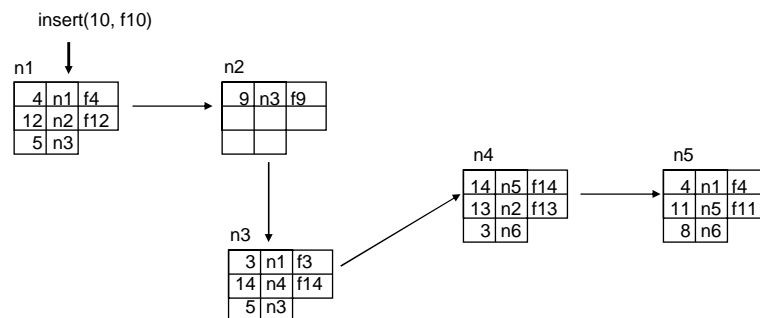 insert(10, f10)
n1
4 n1 f4
12 n2 f12
5 n3
n2
9 n3 f9
n3
3 n1 f3
14 n4 f14
5 n3
n4
14 n5 f14
13 n2 f13
3 n6
n5
4 n1 f4
11 n5 f11
8 n6